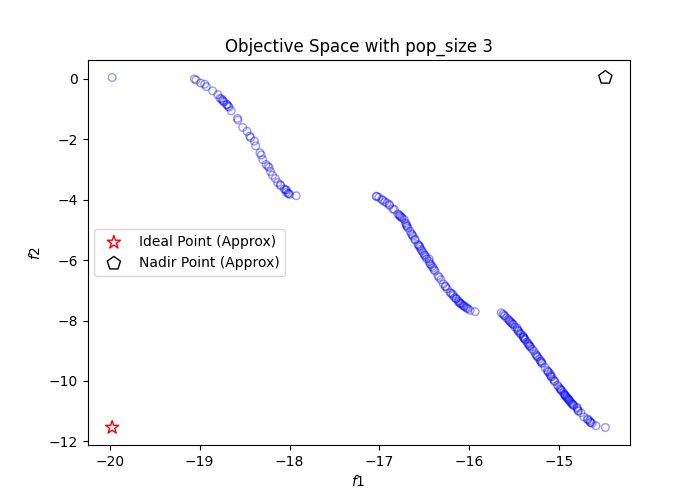 Objective Space with pop_size 3
0
−2
−4
−6
−8
−10
−12
f2
Ideal Point (Approx)
Nadir Point (Approx)
−20
−19
−18
−17
−16
−15
f1